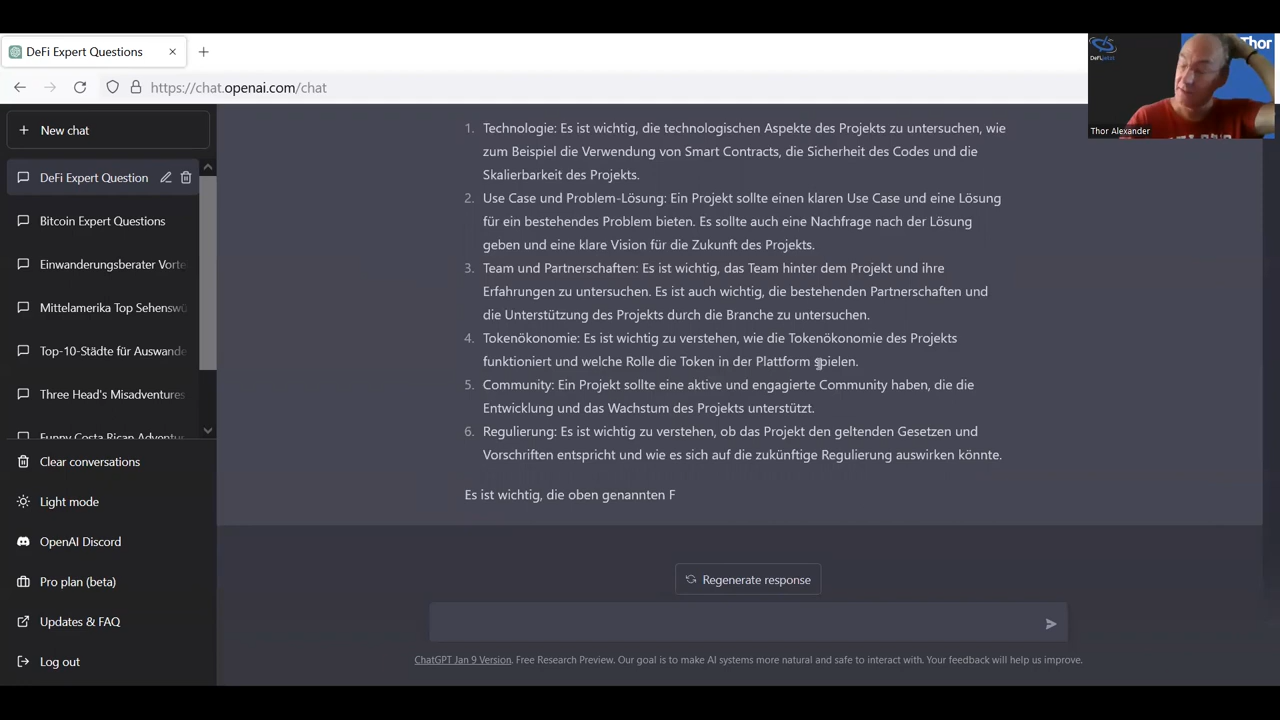 DeFi Expert Questions
https://chat.openai.com/chat
Thor
DeFi
Thor Alexander
New chat
DeFi Expert Question
Bitcoin Expert Questions
Einwanderungsberater Vorte
Mittelamerika Top Sehenswü
Top-10-Städte für Auswande
Three Head's Misadventures
Funny Costa Rican Adventur
Clear conversations
Light mode
OpenAI Discord
Pro plan (beta)
Updates & FAQ
Log out
1. Technologie: Es ist wichtig, die technologischen Aspekte des Projekts zu untersuchen, wie
zum Beispiel die Verwendung von Smart Contracts, die Sicherheit des Codes und die
Skalierbarkeit des Projekts.
2. Use Case und Problem-Lösung: Ein Projekt sollte einen klaren Use Case und eine Lösung
für ein bestehendes Problem bieten. Es sollte auch eine Nachfrage nach der Lösung
geben und eine klare Vision für die Zukunft des Projekts.
3. Team und Partnerschaften: Es ist wichtig, das Team hinter dem Projekt und ihre
Erfahrungen zu untersuchen. Es ist auch wichtig, die bestehenden Partnerschaften und
die Unterstützung des Projekts durch die Branche zu untersuchen.
4. Tokenökonomie: Es ist wichtig zu verstehen, wie die Tokenökonomie des Projekts
funktioniert und welche Rolle die Token in der Plattform spielen.
5. Community: Ein Projekt sollte eine aktive und engagierte Community haben, die die
Entwicklung und das Wachstum des Projekts unterstützt.
6. Regulierung: Es ist wichtig zu verstehen, ob das Projekt den geltenden Gesetzen und
Vorschriften entspricht und wie es sich auf die zukünftige Regulierung auswirken könnte.
Es ist wichtig, die oben genannten F
Regenerate response
ChatGPT Jan 9 Version. Free Research Preview. Our goal is to make AI systems more natural and safe to interact with. Your feedback will help us improve.